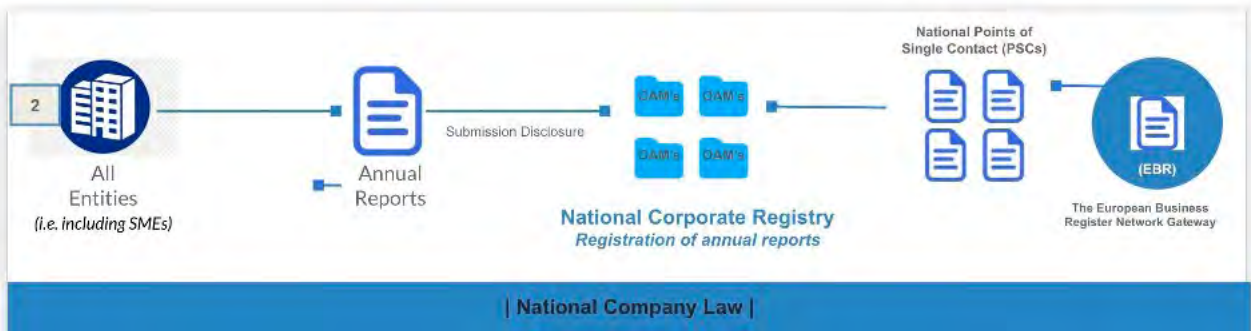 2
All
Entities
(i.e. including SMEs)
Annual
Reports
Submission Disclosure
OAM's OAM's
OAM's OAM's
National Corporate Registry
Registration of annual reports
National Points of
Single Contact (PSCs)
(EBR)
The European Business
Register Network Gateway
| National Company Law |